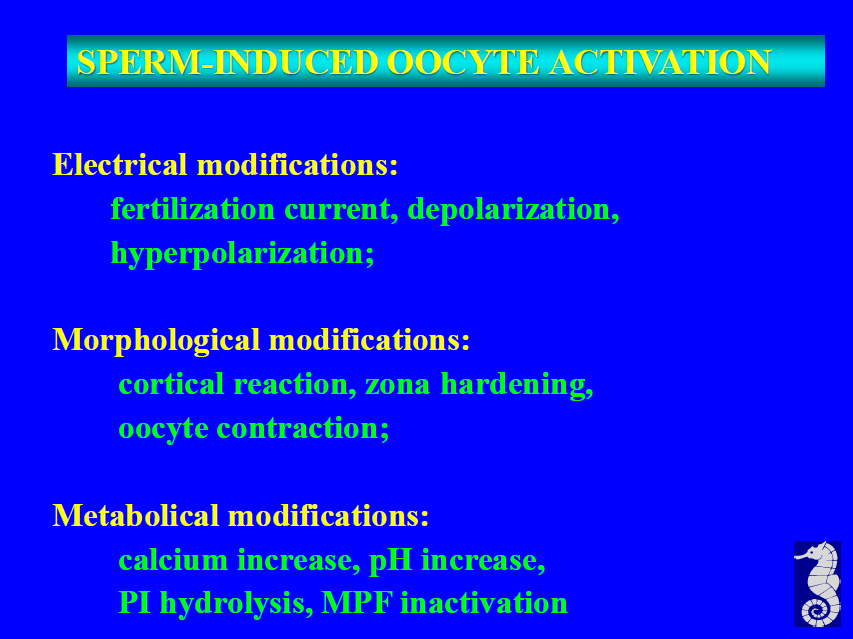 SPERM-INDUCED OOCYTE ACTIVATION
Electrical modifications:
fertilization current, depolarization,
hyperpolarization;
Morphological modifications:
cortical reaction, zona hardening,
oocyte contraction;
Metabolical modifications:
calcium increase, pH increase,
PI hydrolysis, MPF inactivation